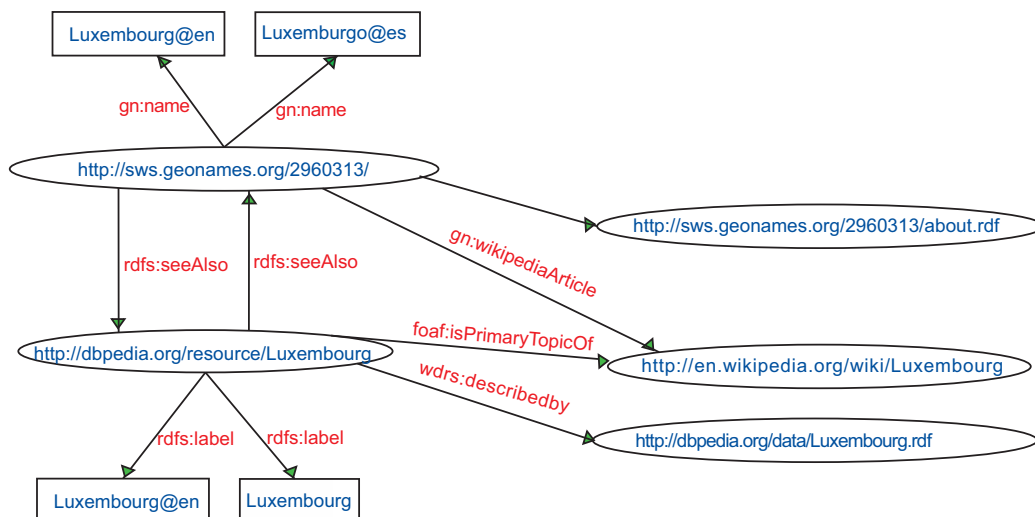 Luxembourg@en
Luxemburgo@es
gn:name
gn:name
http://sws.geonames.org/2960313/
http://sws.geonames.org/2960313/about.rdf
rdfs:seeAlso
rdfs:seeAlso
gn:wikipediaArticle
foaf:isPrimaryTopicOf
http://dbpedia.org/resource/Luxembourg
http://en.wikipedia.org/wiki/Luxembourg
wdrs:describedby
rdfs:label
rdfs:label
http://dbpedia.org/data/Luxembourg.rdf
Luxembourg@en
Luxembourg